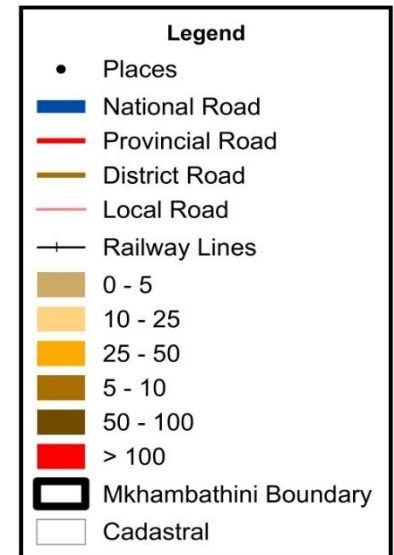 Legend
Places
National Road
Provincial Road
District Road
Local Road
Railway Lines
0 - 5
10 - 25
25 - 50
5 - 10
50 - 100
> 100
Mkhambathini Boundary
Cadastral